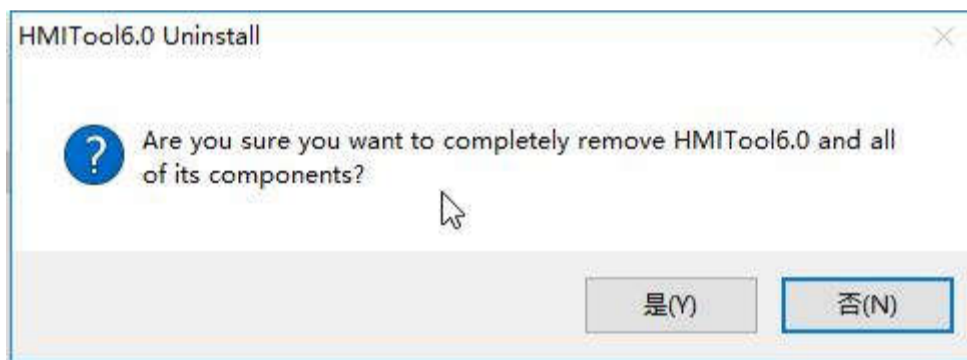 HMITool6.0 Uninstall
Are you sure you want to completely remove HMITool6.0 and all
of its components?
是(Y)
否(N)